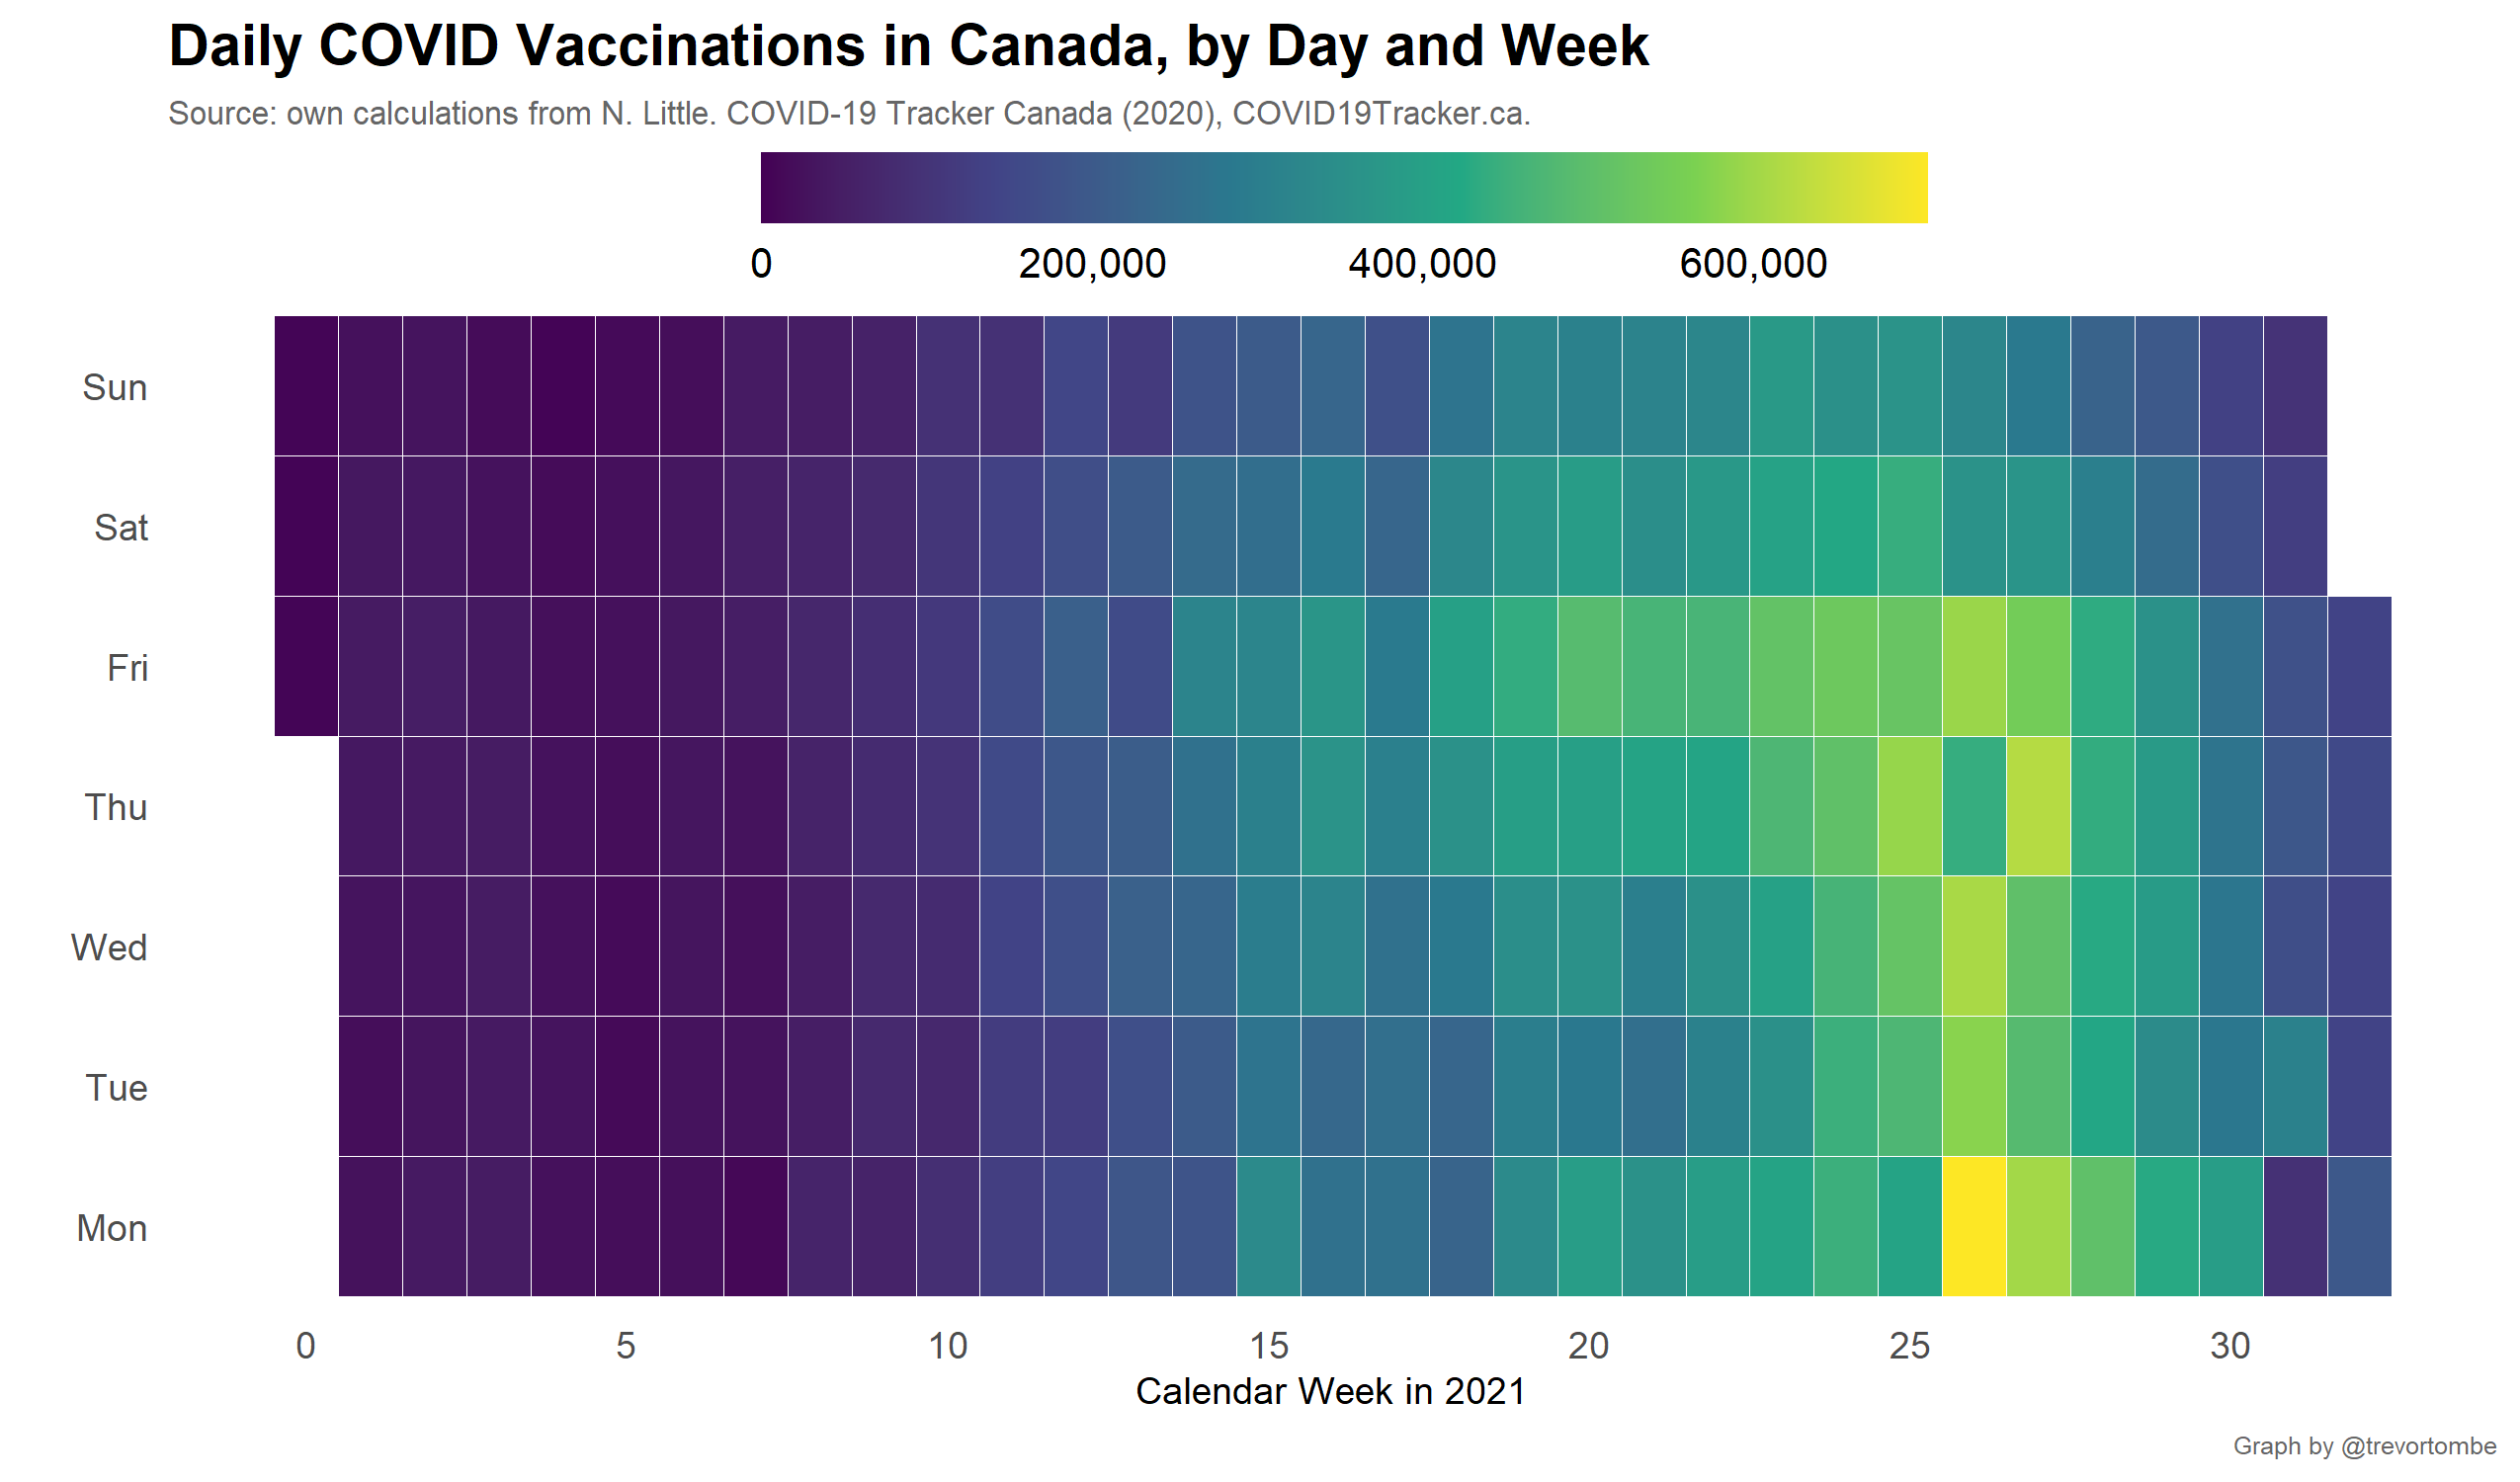 Daily COVID Vaccinations in Canada, by Day and Week
Source: own calculations from N. Little. COVID-19 Tracker Canada (2020), COVID19Tracker.ca.
0 200,000 400,000 600,000
Sun
Sat
Fri
Thu
Wed
Tue
Mon
0 5 10 15 20 25 30
Calendar Week in 2021
Graph by @trevortombe